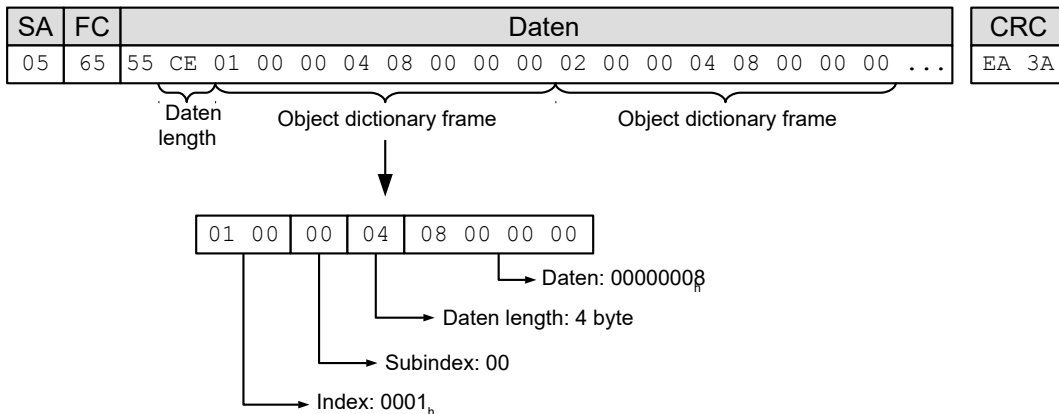 SA FC Daten CRC
05 65 55 CE 01 00 00 04 08 00 00 00 02 00 00 04 08 00 00 00 ... EA 3A
Daten length
Object dictionary frame Object dictionary frame
01 00 00 04 08 00 00 00
Daten: 00000008h
Daten length: 4 byte
Subindex: 00
Index: 0001h